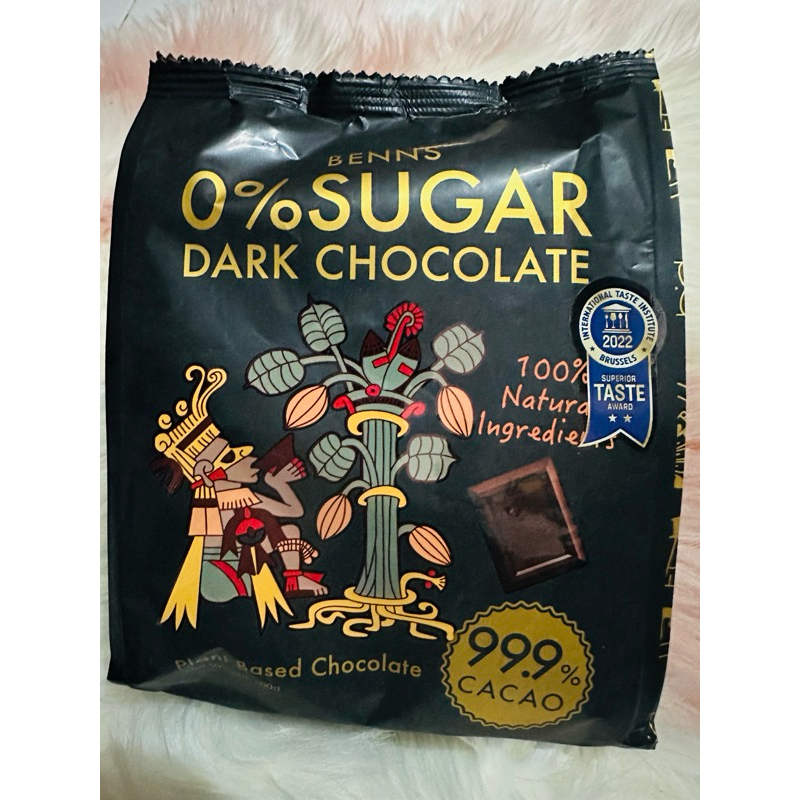 BENNS
0% SUGAR
DARK CHOCOLATE
INTERNATIONAL TASTE INSTITUTE
2022
BRUSSELS
SUPERIOR
TASTE
AWARD
100%
Natural
Ingredients
Plant Based Chocolate
99.9%
CACAO